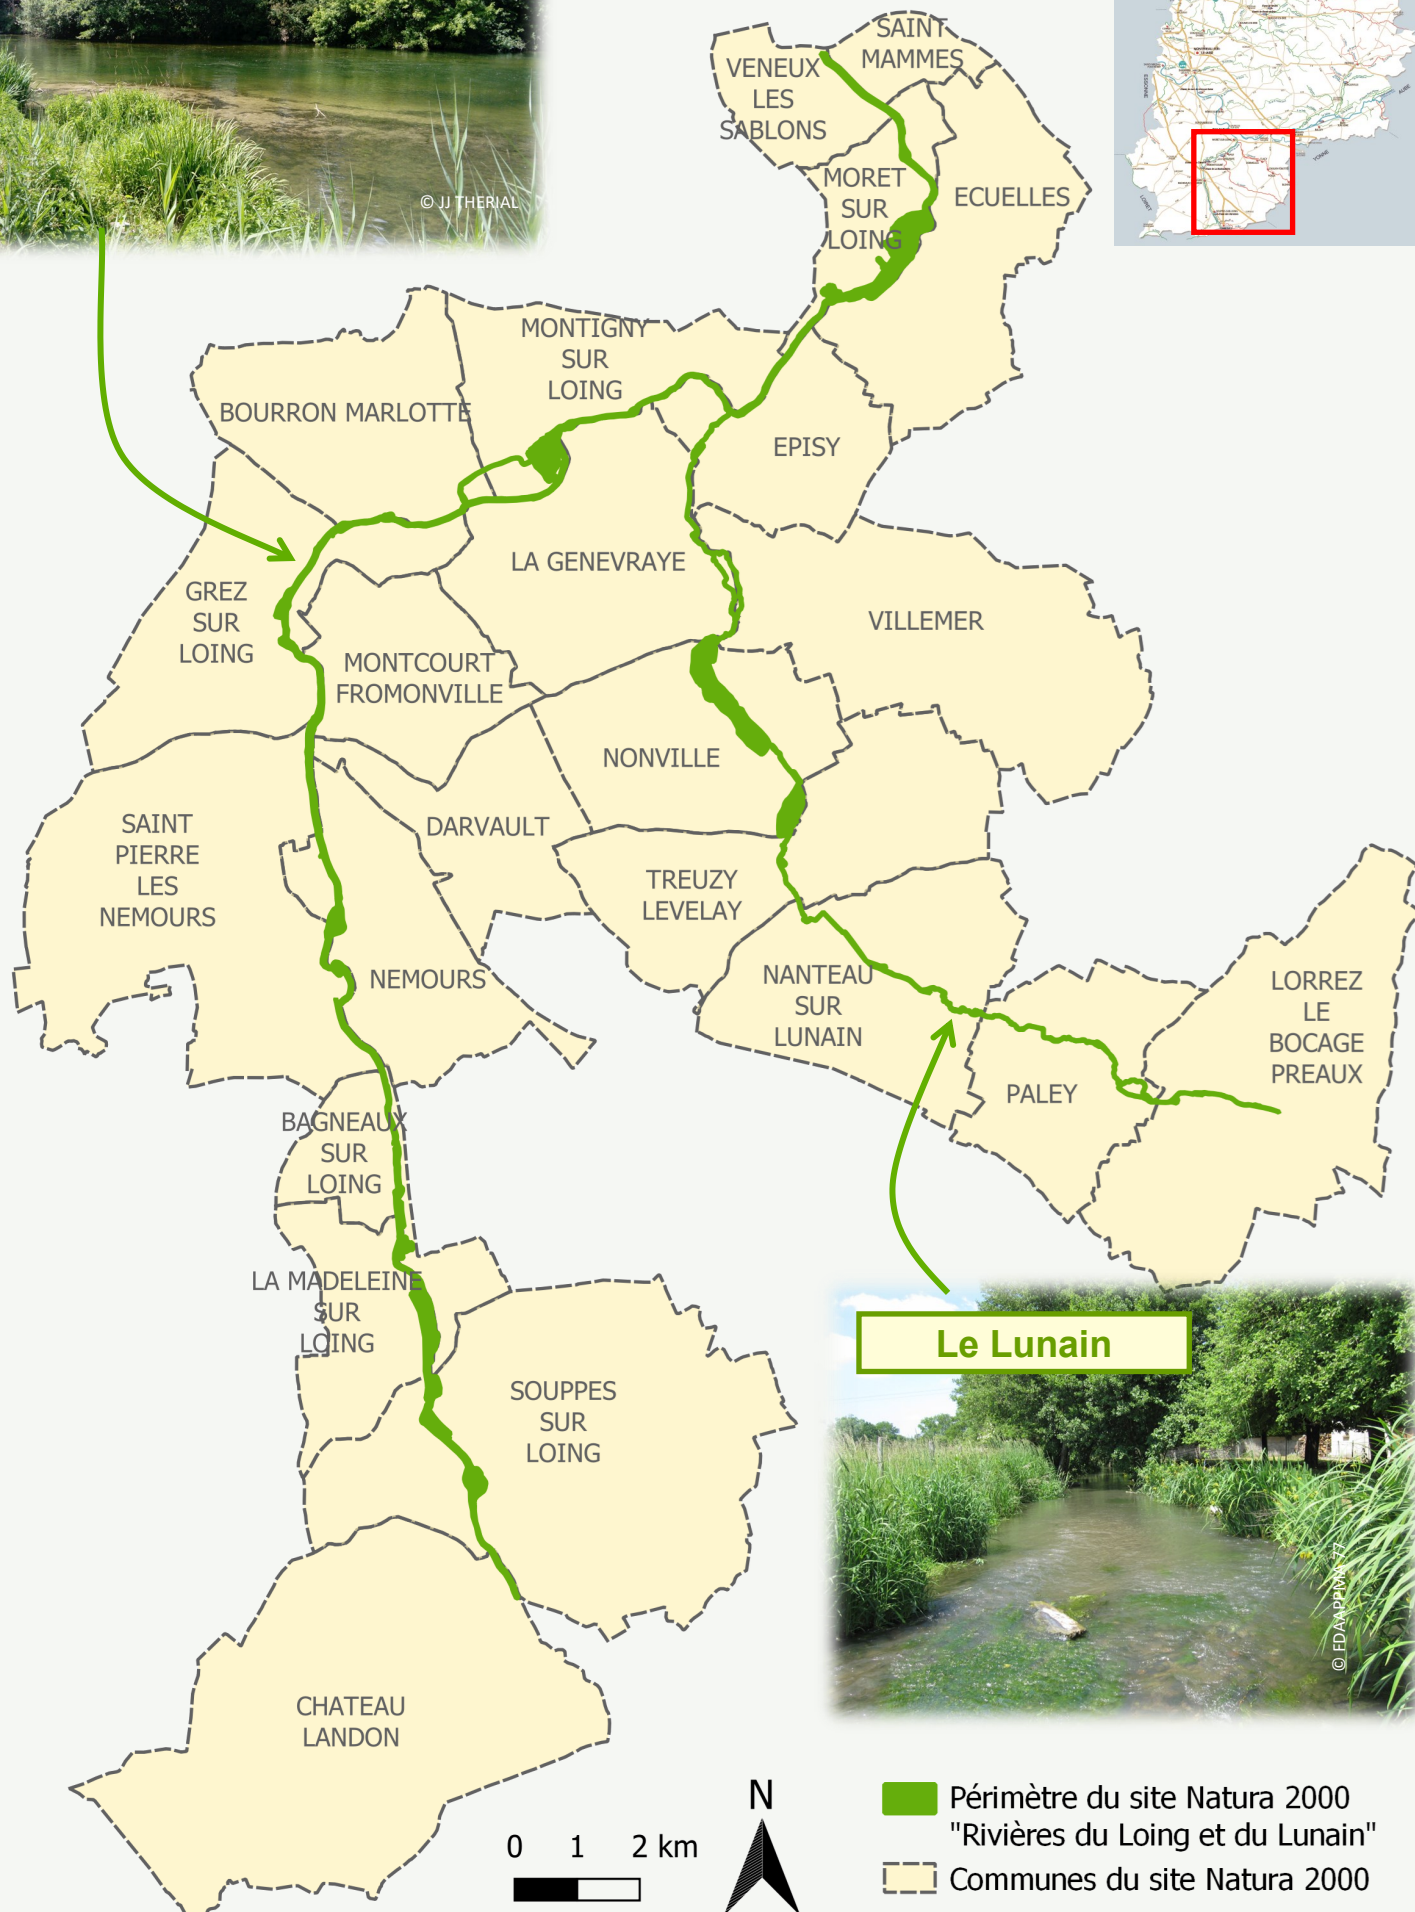 © JJ THERIAL
ESSONNE
LOIRET
YONNE
AUBE
SAINT
MAMMES
VENEUX
LES
SABLONS
MORET
SUR
LOING
ECUELLES
MONTIGNY
SUR
LOING
BOURRON MARLOTTE
EPISY
LA GENEVRAYE
GREZ
SUR
LOING
VILLEMER
MONTCOURT
FROMONVILLE
NONVILLE
SAINT
PIERRE
LES
NEMOURS
DARVAULT
TREUZY
LEVELAY
NEMOURS
NANTEAU
SUR
LUNAIN
LORREZ
LE
BOCAGE
PREAUX
PALEY
BAGNEAUX
SUR
LOING
LA MADELEINE
SUR
LOING
SOUPPES
SUR
LOING
Le Lunain
© FDAAPPMA 77
CHATEAU
LANDON
N
0 1 2 km
Périmètre du site Natura 2000
"Rivières du Loing et du Lunain"
Communes du site Natura 2000